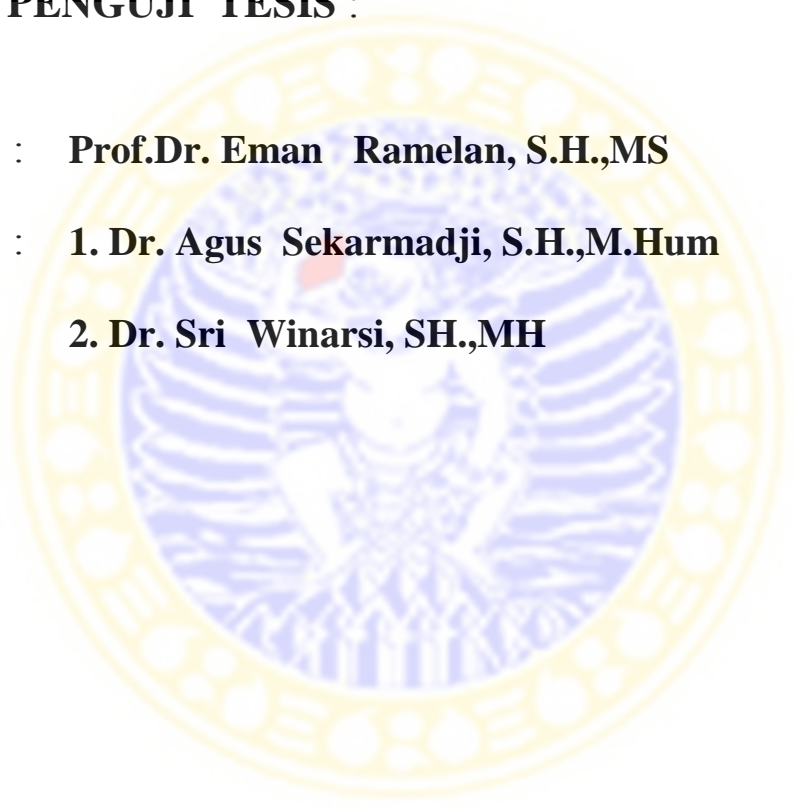 PENGUJI TESIS :
: Prof.Dr. Eman Ramelan, S.H.,MS
: 1. Dr. Agus Sekarmadji, S.H.,M.Hum
2. Dr. Sri Winarsi, SH.,MH